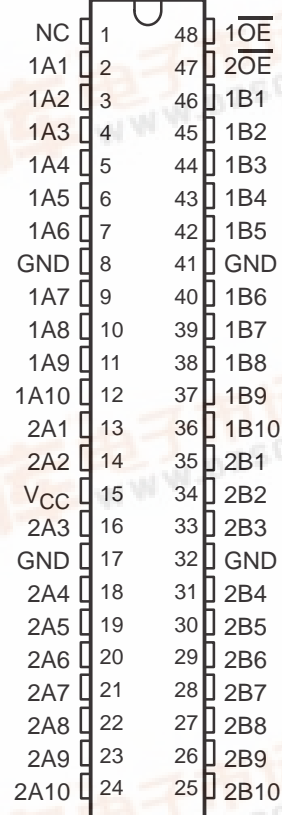 NC 1 48 1O̅E̅
1A1 2 47 2O̅E̅
1A2 3 46 1B1
1A3 4 45 1B2
1A4 5 44 1B3
1A5 6 43 1B4
1A6 7 42 1B5
GND 8 41 GND
1A7 9 40 1B6
1A8 10 39 1B7
1A9 11 38 1B8
1A10 12 37 1B9
2A1 13 36 1B10
2A2 14 35 2B1
VCC 15 34 2B2
2A3 16 33 2B3
GND 17 32 GND
2A4 18 31 2B4
2A5 19 30 2B5
2A6 20 29 2B6
2A7 21 28 2B7
2A8 22 27 2B8
2A9 23 26 2B9
2A10 24 25 2B10